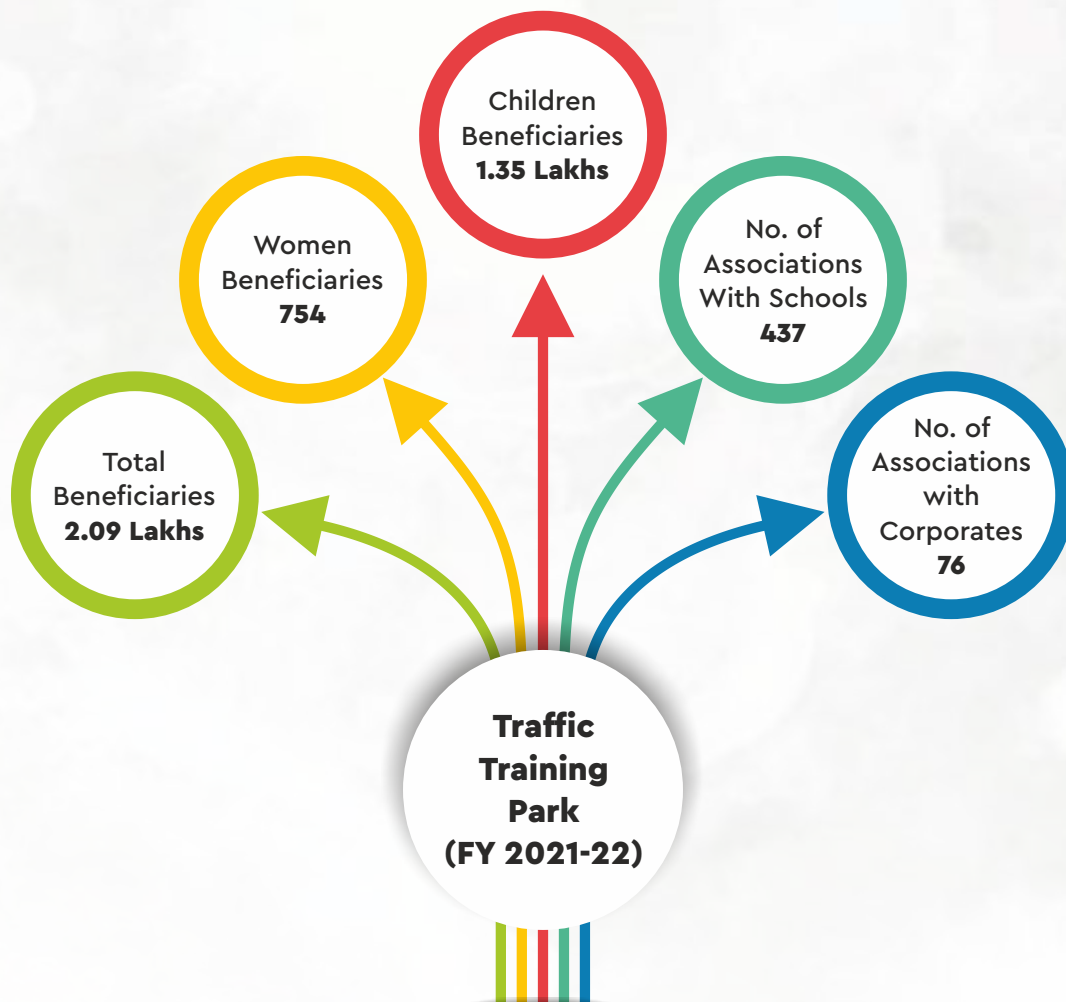 Children
Beneficiaries
1.35 Lakhs
Women
Beneficiaries
754
No. of
Associations
With Schools
437
Total
Beneficiaries
2.09 Lakhs
No. of
Associations
with
Corporates
76
Traffic
Training
Park
(FY 2021-22)